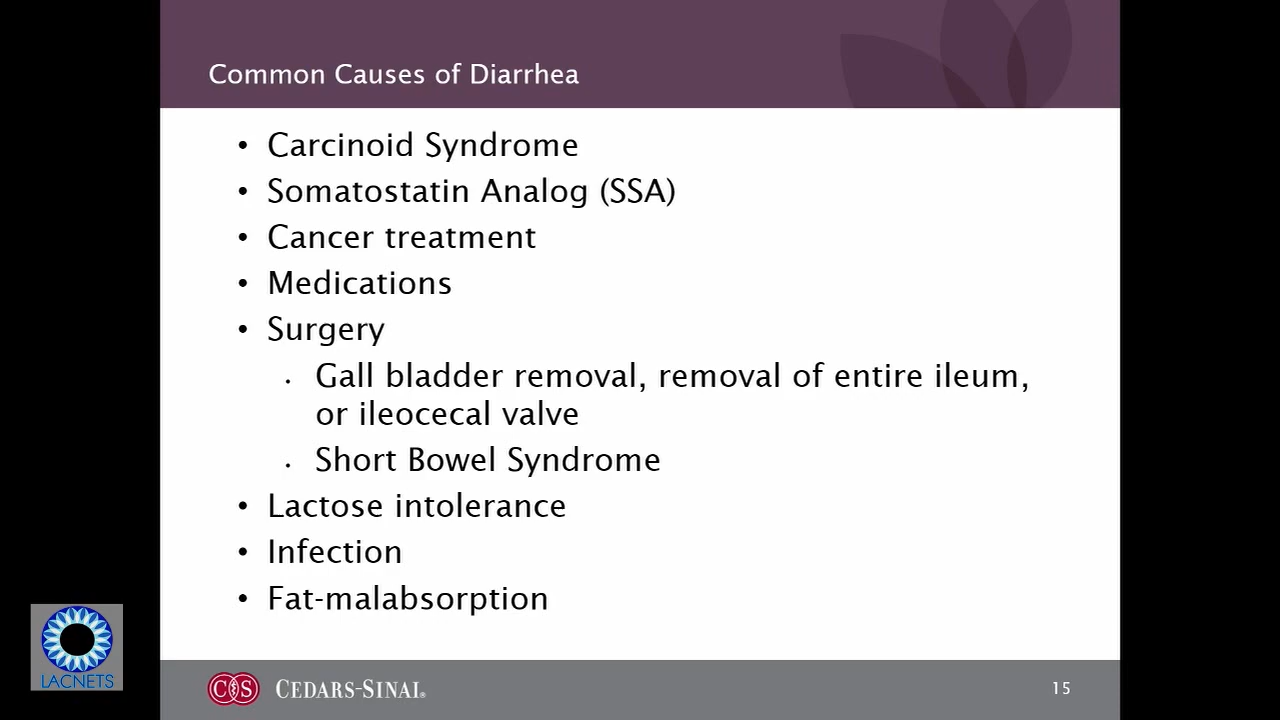 Common Causes of Diarrhea
• Carcinoid Syndrome
• Somatostatin Analog (SSA)
• Cancer treatment
• Medications
• Surgery
• Gall bladder removal, removal of entire ileum,
or ileocecal valve
• Short Bowel Syndrome
• Lactose intolerance
• Infection
• Fat-malabsorption
LACNETS
CS CEDARS-SINAI®
15